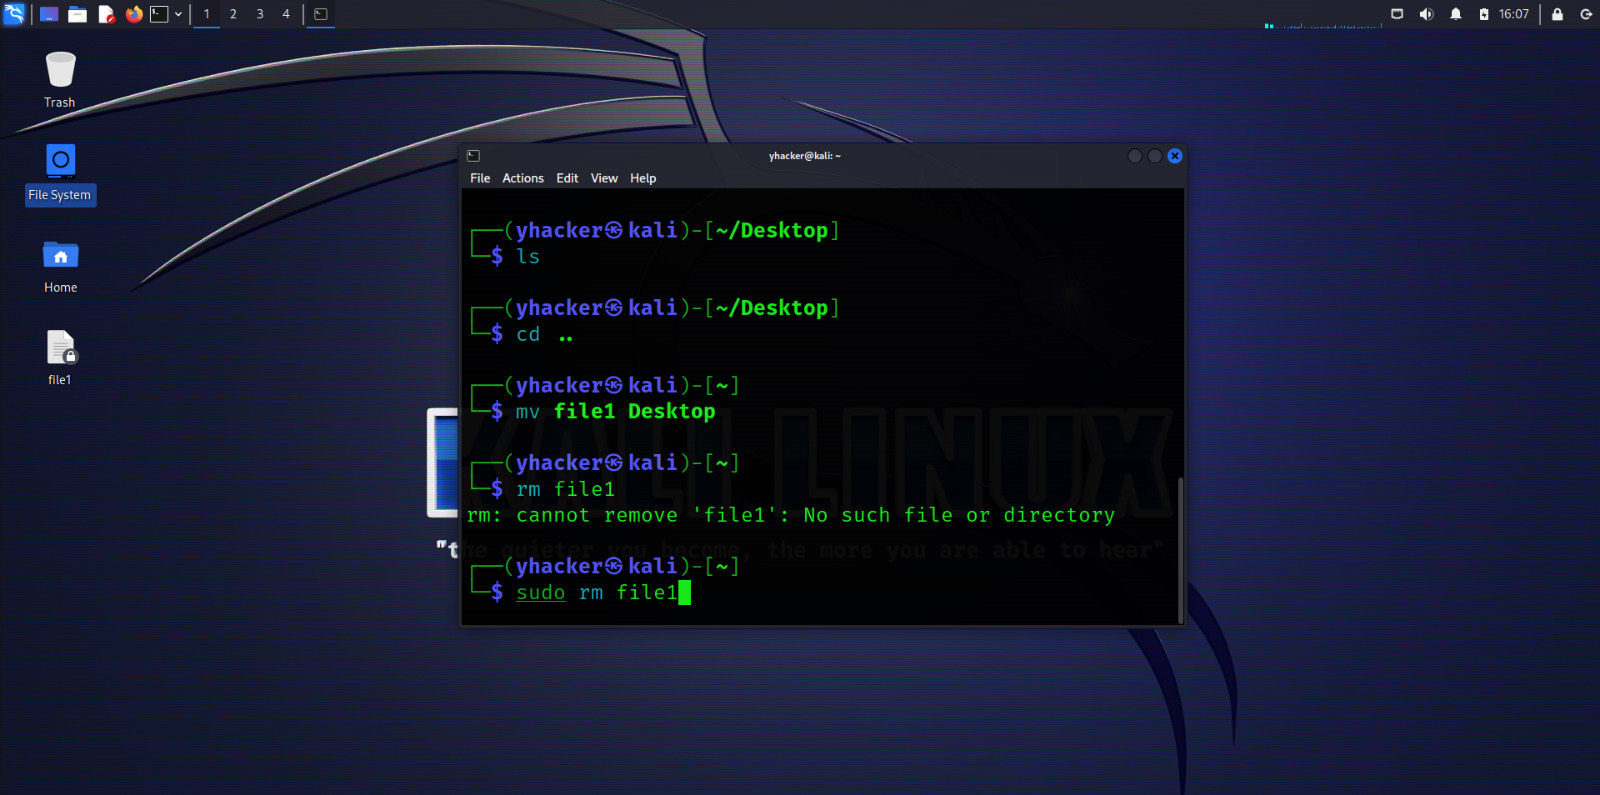 1 2 3 4
16:07
Trash
File System
Home
file1
yhacker@kali: ~
File Actions Edit View Help
┌──(yhacker㉿kali)-[~/Desktop]
└─$ ls
┌──(yhacker㉿kali)-[~/Desktop]
└─$ cd ..
┌──(yhacker㉿kali)-[~]
└─$ mv file1 Desktop
┌──(yhacker㉿kali)-[~]
└─$ rm file1
rm: cannot remove 'file1': No such file or directory
┌──(yhacker㉿kali)-[~]
└─$ sudo rm file1
KALI LINUX
"the quieter you become, the more you are able to hear"